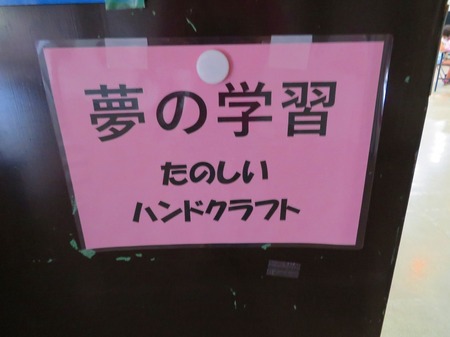 夢の学習
たのしい
ハンドクラフト